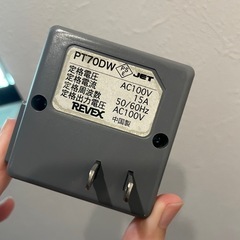 PT70DW PS E JET
定格電圧 AC100V
定格電流 15A
定格周波数 50/60Hz
定格出力電圧 AC100V
REVEX 中国製